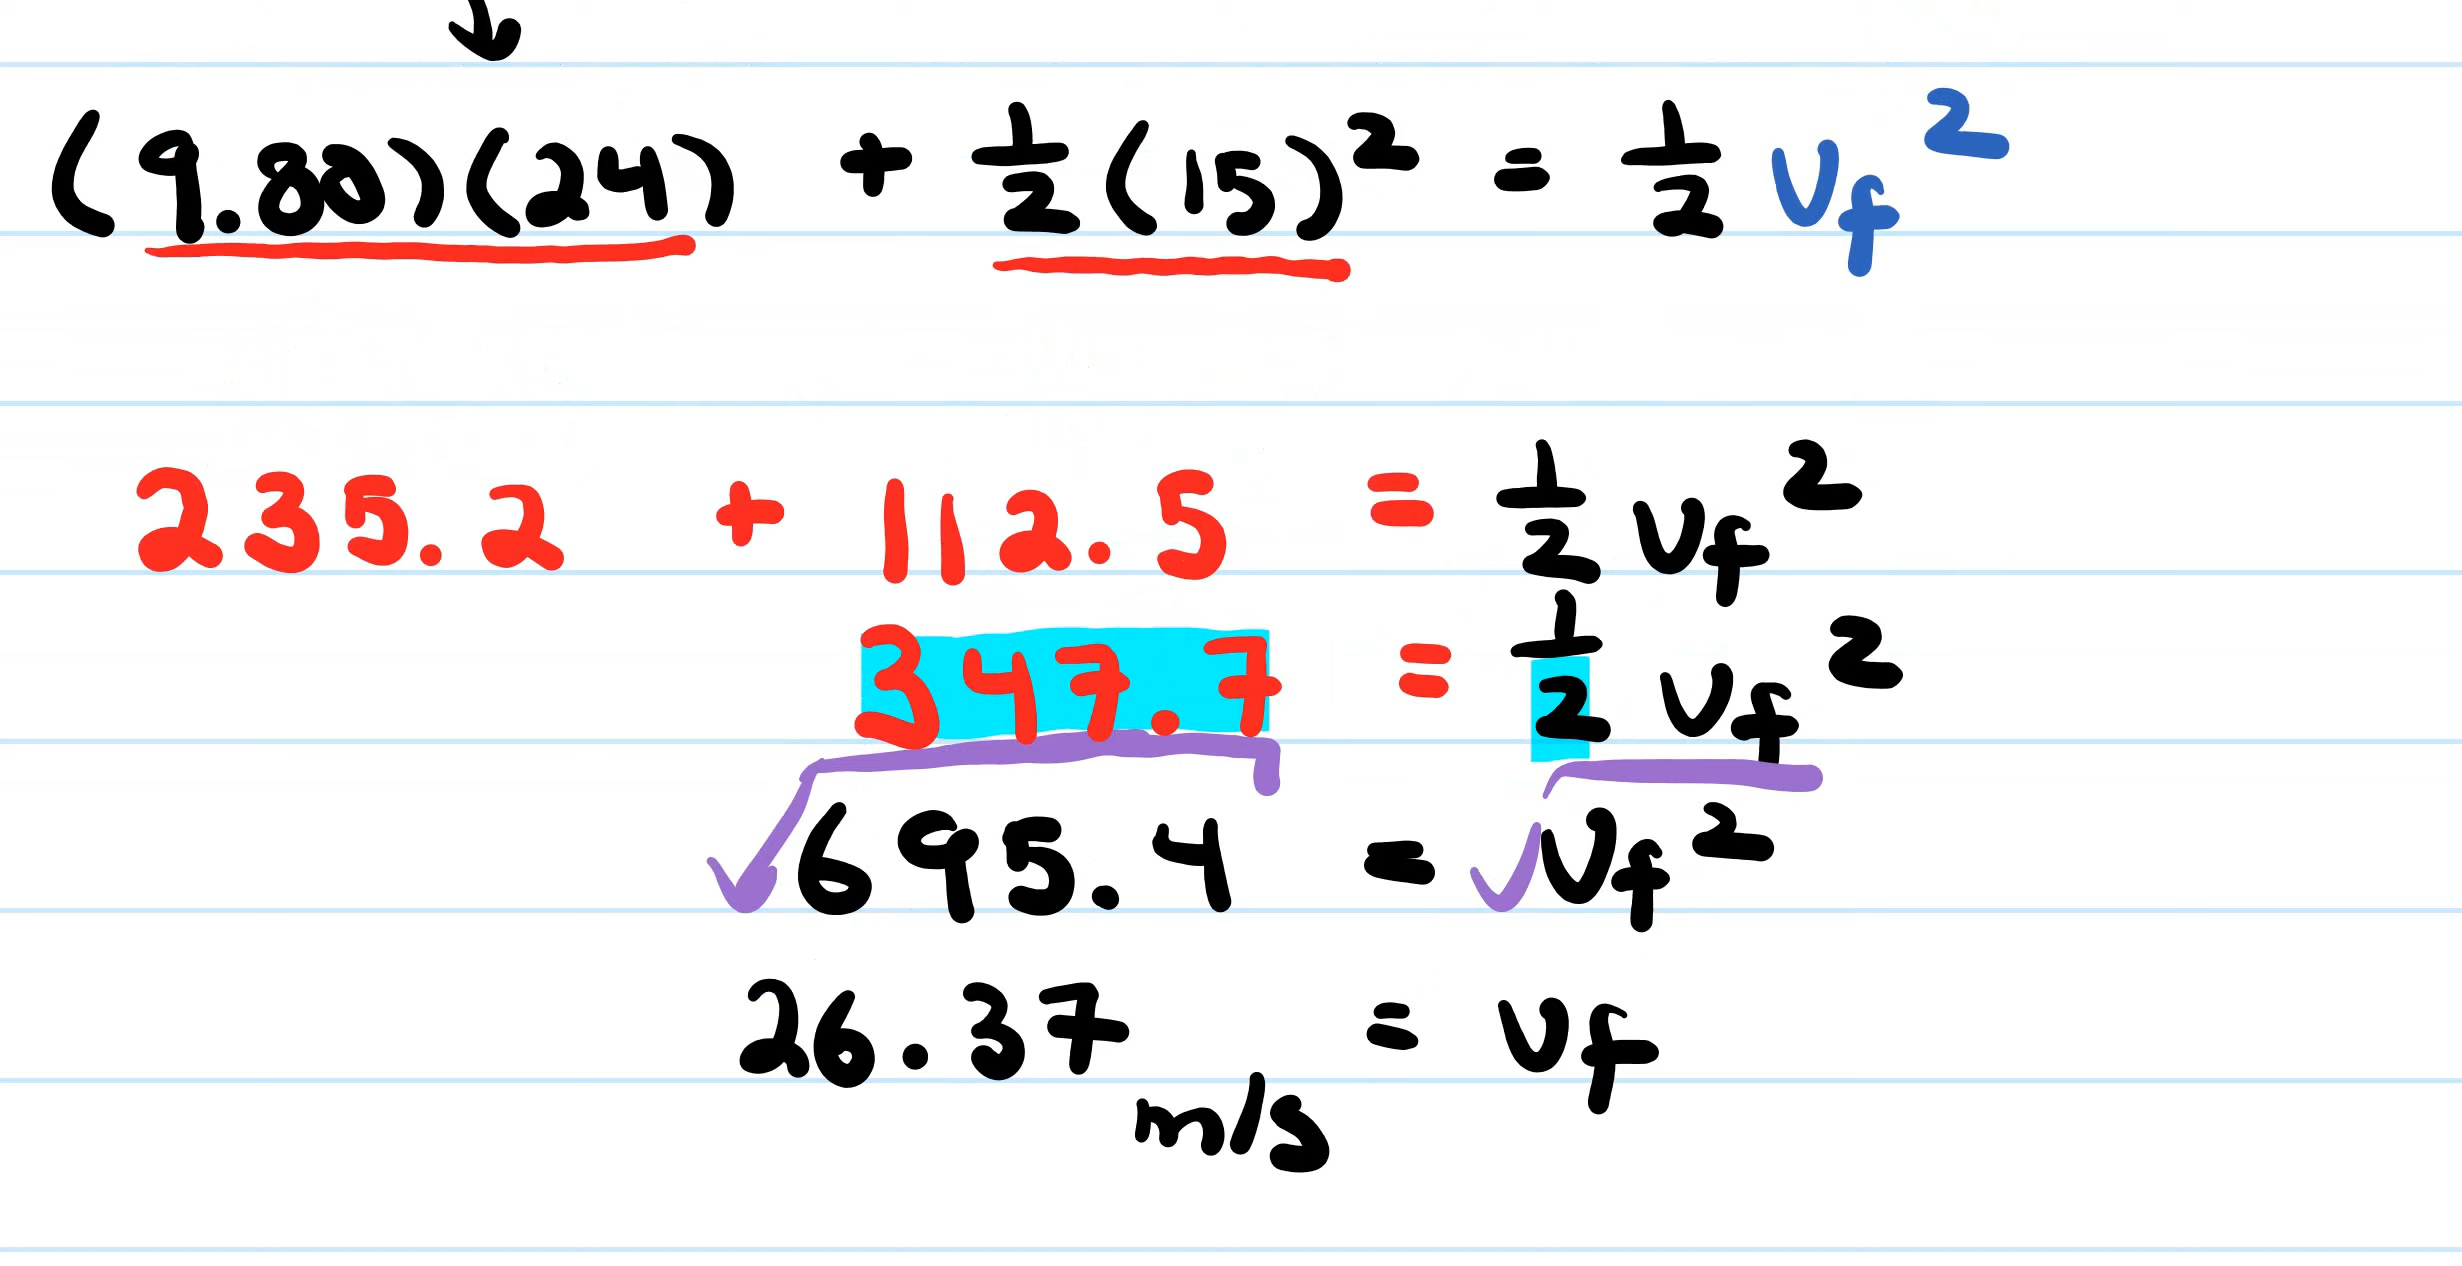 (9.80)(24) + 1/2 (15)² = 1/2 vf²
235.2 + 112.5 = 1/2 vf²
347.7 = 1/2 vf²
√695.4 = √vf²
26.37 m/s = vf